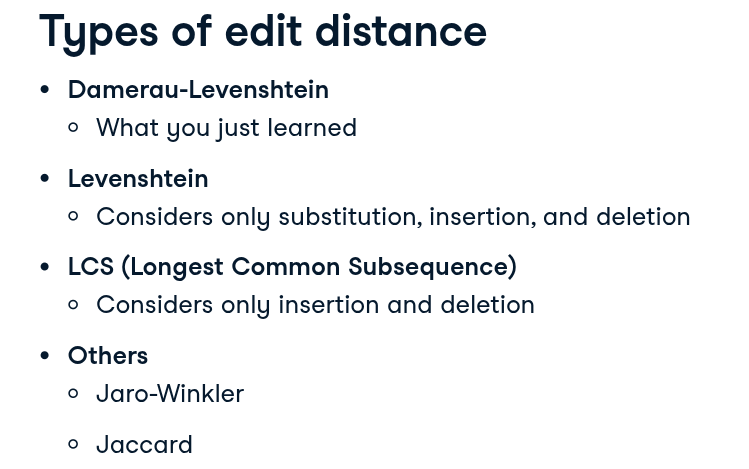 Types of edit distance
• Damerau-Levenshtein
○ What you just learned
• Levenshtein
○ Considers only substitution, insertion, and deletion
• LCS (Longest Common Subsequence)
○ Considers only insertion and deletion
• Others
○ Jaro-Winkler
○ Jaccard